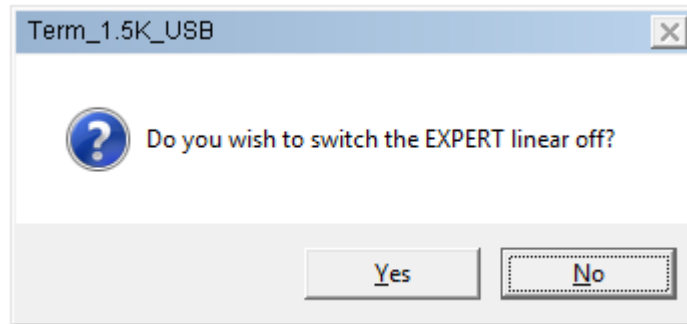 Term_1.5K_USB
Do you wish to switch the EXPERT linear off?
Yes
No